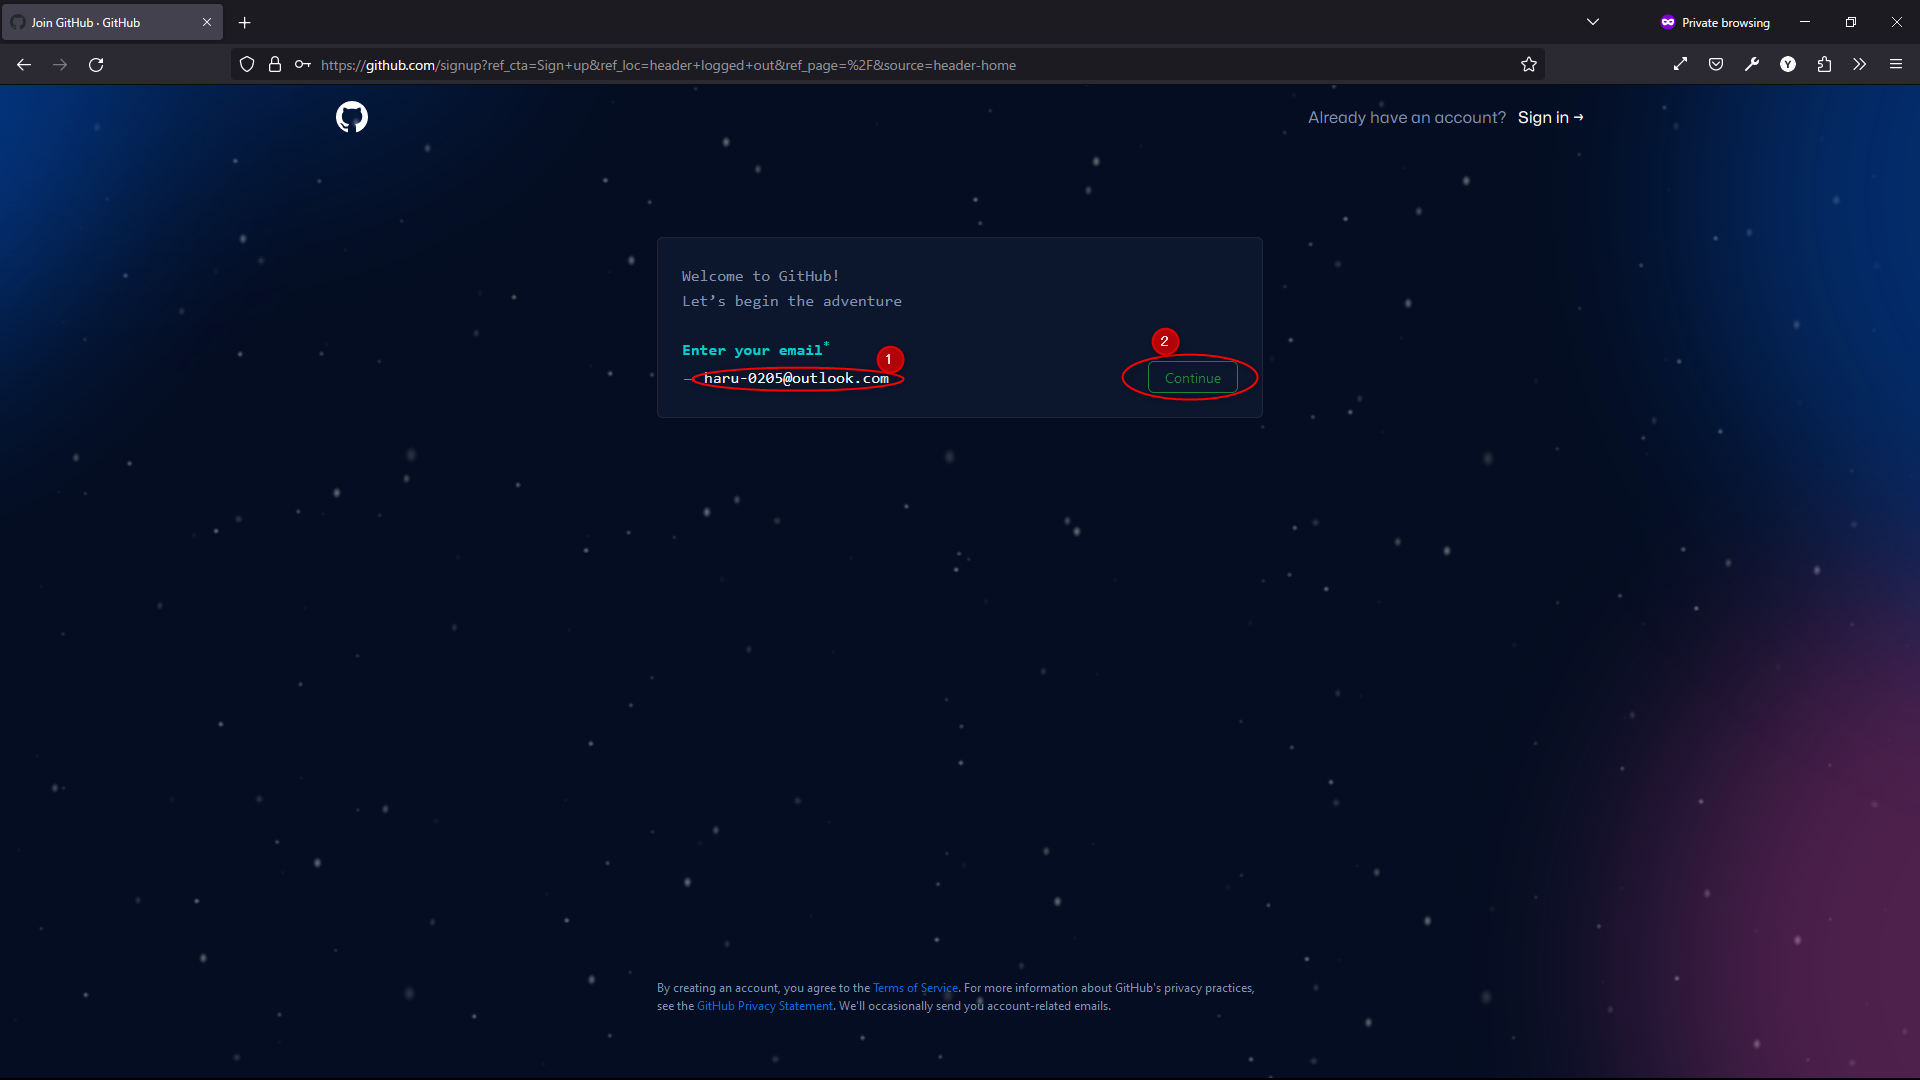 Join GitHub · GitHub
Private browsing
https://github.com/signup?ref_cta=Sign+up&ref_loc=header+logged+out&ref_page=%2F&source=header-home
Y
Already have an account? Sign in →
Welcome to GitHub!
Let’s begin the adventure
Enter your email*
1
haru-0205@outlook.com
2
Continue
By creating an account, you agree to the Terms of Service. For more information about GitHub's privacy practices,
see the GitHub Privacy Statement. We'll occasionally send you account-related emails.